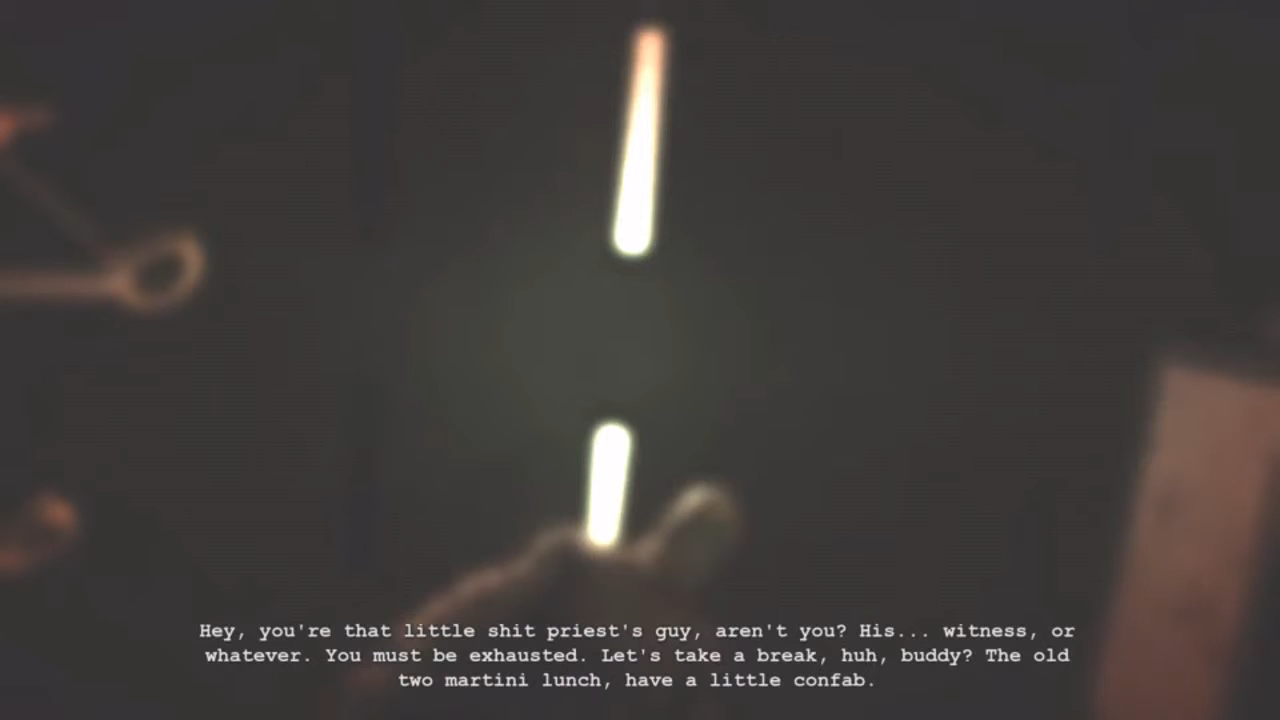 Hey, you're that little shit priest's guy, aren't you? His... witness, or
whatever. You must be exhausted. Let's take a break, huh, buddy? The old
two martini lunch, have a little confab.